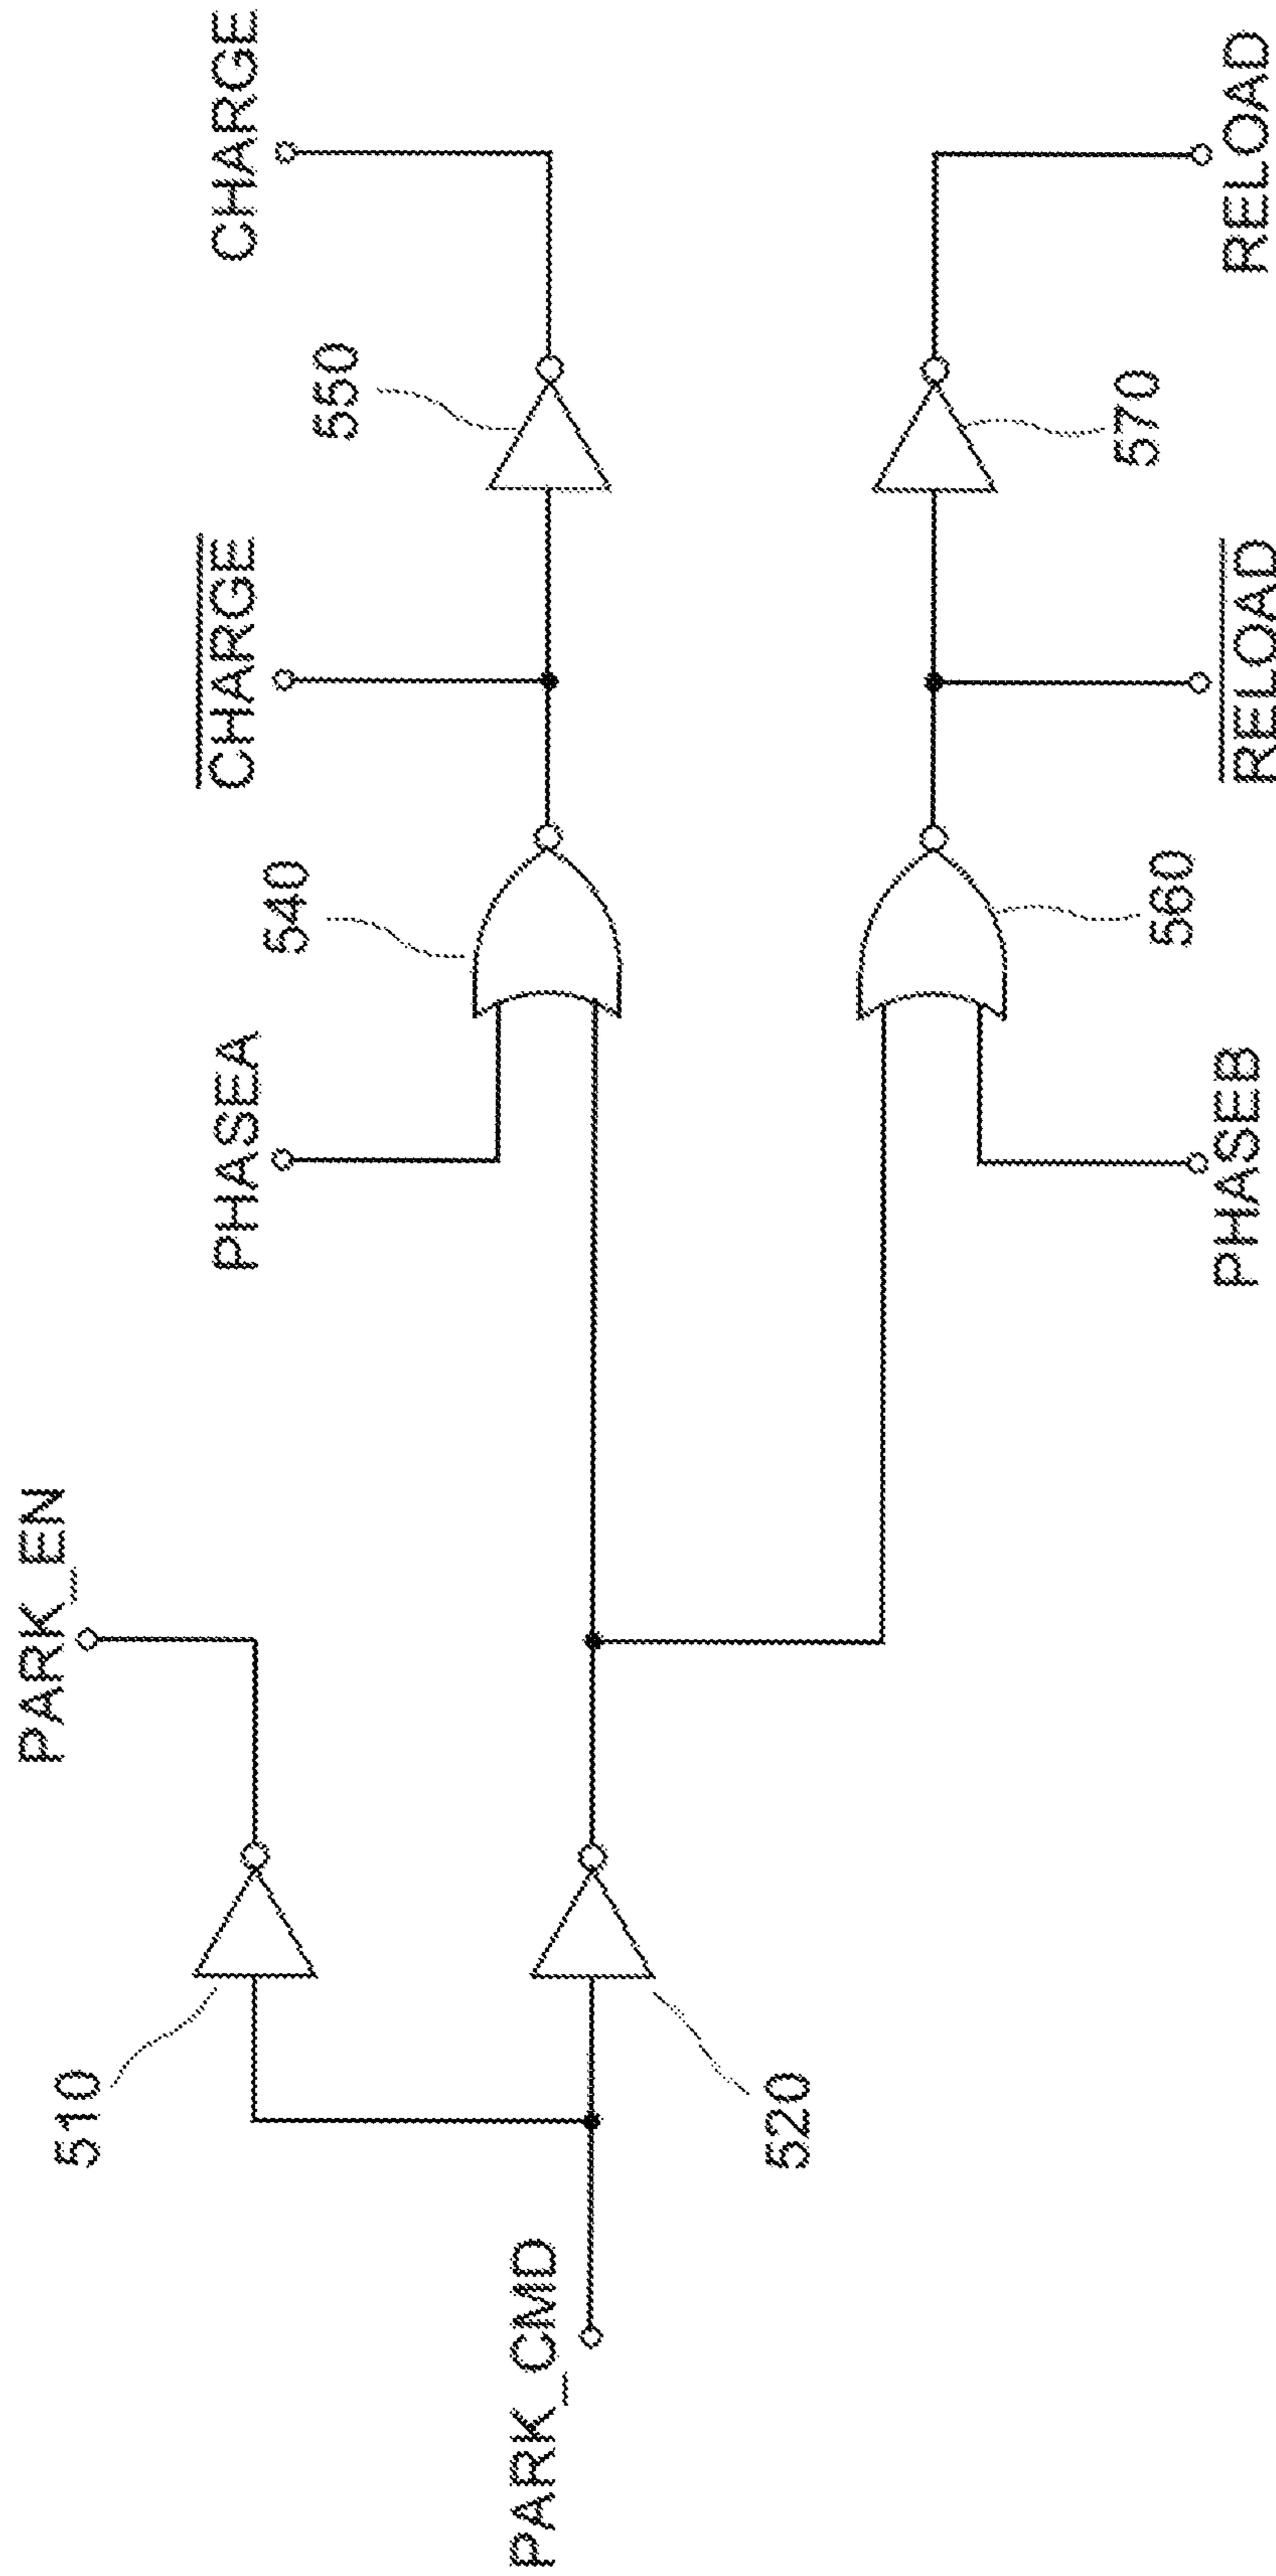 PARK_CMD
510
520
PARK_EN
PHASEA
PHASEB
540
560
CHARGE
RELOAD
550
570
CHARGE
RELOAD